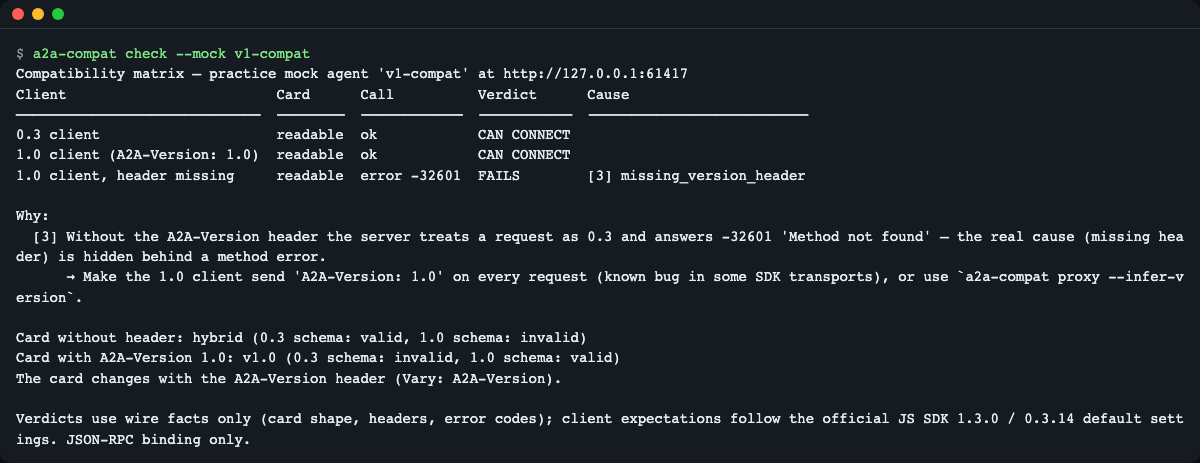 $ a2a-compat check --mock v1-compat
Compatibility matrix — practice mock agent 'v1-compat' at http://127.0.0.1:61417
Client Card Call Verdict Cause
0.3 client readable ok CAN CONNECT
1.0 client (A2A-Version: 1.0) readable ok CAN CONNECT
1.0 client, header missing readable error -32601 FAILS [3] missing_version_header
Why:
[3] Without the A2A-Version header the server treats a request as 0.3 and answers -32601 'Method not found' — the real cause (missing hea
der) is hidden behind a method error.
→ Make the 1.0 client send 'A2A-Version: 1.0' on every request (known bug in some SDK transports), or use `a2a-compat proxy --infer-v
ersion`.
Card without header: hybrid (0.3 schema: valid, 1.0 schema: invalid)
Card with A2A-Version 1.0: v1.0 (0.3 schema: invalid, 1.0 schema: valid)
The card changes with the A2A-Version header (Vary: A2A-Version).
Verdicts use wire facts only (card shape, headers, error codes); client expectations follow the official JS SDK 1.3.0 / 0.3.14 default sett
ings. JSON-RPC binding only.